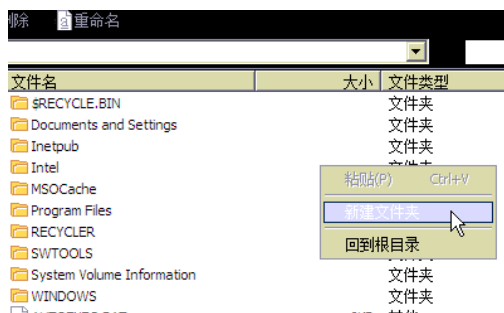 删除 重命名
文件名 大小 文件类型
$RECYCLE.BIN 文件夹
Documents and Settings 文件夹
Inetpub 文件夹
Intel 文件夹
MSOCache
Program Files
RECYCLER
SWTOOLS
System Volume Information 文件夹
WINDOWS 文件夹
粘贴(P) Ctrl+V
新建文件夹
回到根目录